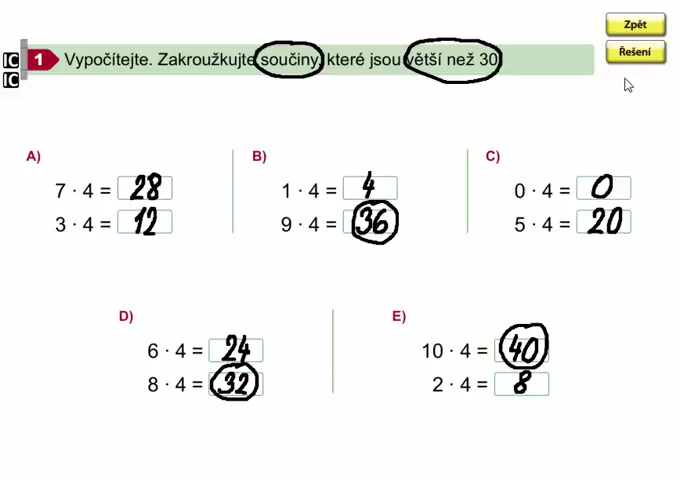 Zpět
Řešení
1 Vypočítejte. Zakroužkujte součiny, které jsou větší než 30
A)
7 · 4 = 28
3 · 4 = 12
B)
1 · 4 = 4
9 · 4 = 36
C)
0 · 4 = 0
5 · 4 = 20
D)
6 · 4 = 24
8 · 4 = 32
E)
10 · 4 = 40
2 · 4 = 8